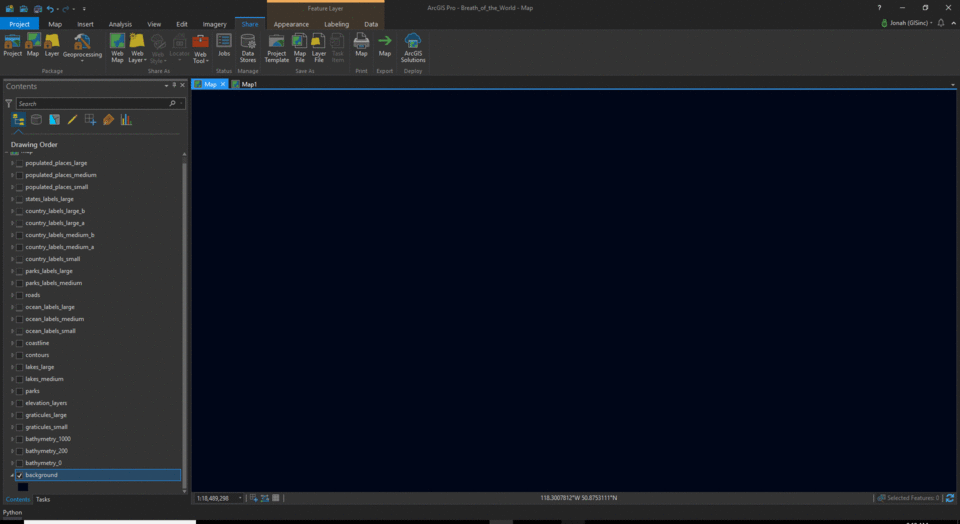 Feature Layer
ArcGIS Pro - Breath_of_the_World - Map
? – ×
Project Map Insert Analysis View Edit Imagery Share Appearance Labeling Data
Jonah (GISinc)
Project Map Layer Geoprocessing
Web Map Web Layer Web Style Locator Web Tool
Jobs Data Stores
Project Template Map File Layer File Task Item
Map Map ArcGIS Solutions
Package Share As Status Manage Save As Print Export Deploy
Contents
Map Map1
Search
Drawing Order
Map
populated_places_large
populated_places_medium
populated_places_small
states_labels_large
country_labels_large_b
country_labels_large_a
country_labels_medium_b
country_labels_medium_a
country_labels_small
parks_labels_large
parks_labels_medium
roads
ocean_labels_large
ocean_labels_medium
ocean_labels_small
coastline
contours
lakes_large
lakes_medium
parks
elevation_layers
graticules_large
graticules_small
bathymetry_1000
bathymetry_200
bathymetry_0
background
Contents Tasks
1:18,489,298
118.3007812°W 50.8753111°N
Selected Features: 0
Python